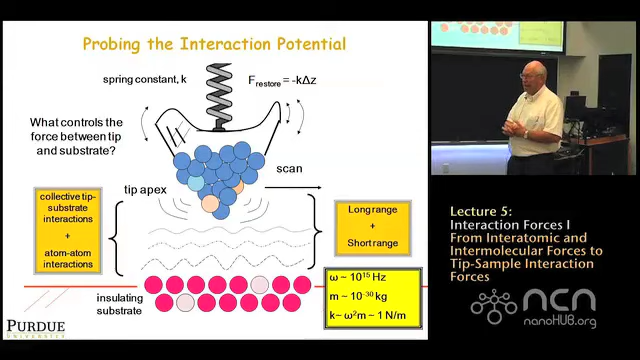 Probing the Interaction Potential
spring constant, k
F restore = -kΔz
What controls the
force between tip
and substrate?
scan
tip apex
collective tip-
substrate
interactions
+
atom-atom
interactions
Long range
+
Short range
ω ~ 10^15 Hz
m ~ 10^-30 kg
k~ ω^2m ~ 1 N/m
insulating
substrate
PURDUE
UNIVERSITY
Lecture 5:
Interaction Forces I
From Interatomic and
Intermolecular Forces to
Tip-Sample Interaction
Forces
ncn
nanoHUB.org